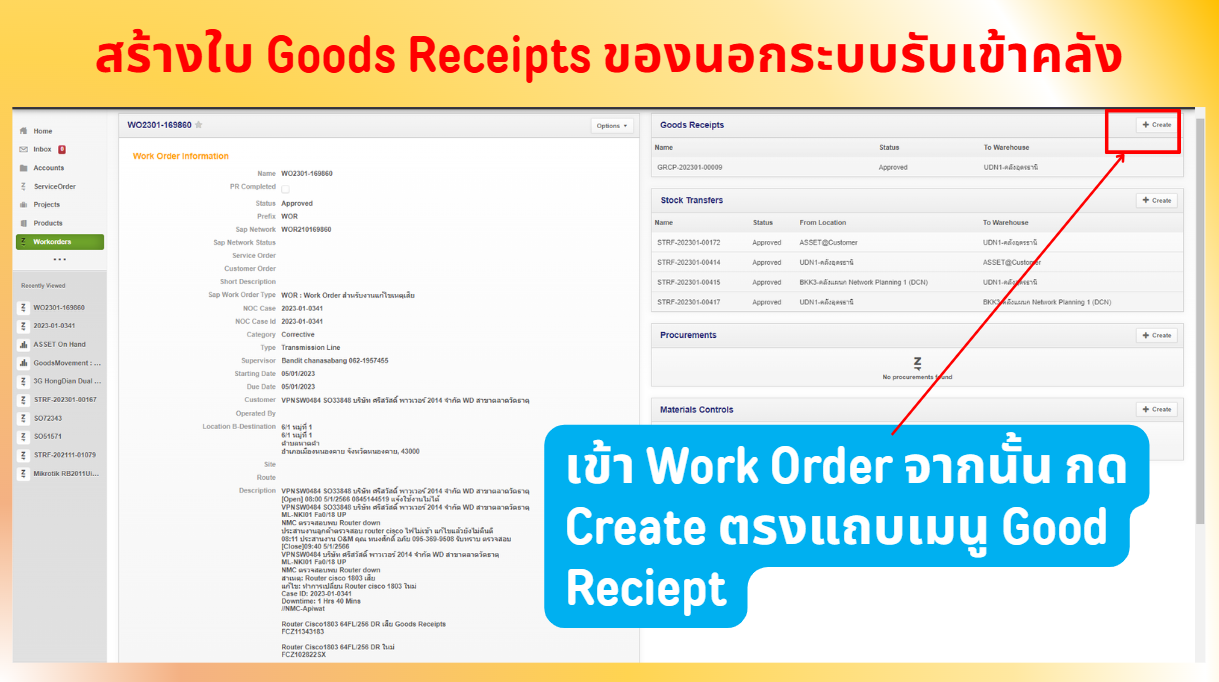 สร้างใบ Goods Receipts ของนอกระบบรับเข้าคลัง
Home
Inbox 0
Accounts
ServiceOrder
Projects
Products
Workorders
Recently Viewed
WO2301-169860
2023-01-0341
ASSET On Hand
GoodsMovement : ...
3G HongDian Dual ...
STRF-202301-00167
SO72343
SO51571
STRF-202111-01079
Mikrotik RB2011Ui...
WO2301-169860
Options
Work Order Information
Name WO2301-169860
PR Completed
Status Approved
Prefix WOR
Sap Network WOR210169860
Sap Network Status
Service Order
Customer Order
Short Description
Sap Work Order Type WOR : Work Order สำหรับงานแก้ไขเหตุเสีย
NOC Case 2023-01-0341
NOC Case Id 2023-01-0341
Category Corrective
Type Transmission Line
Supervisor Bandit chanasabang 062-1957455
Starting Date 05/01/2023
Due Date 05/01/2023
Customer VPNSW0484 SO33848 บริษัท ศรีสวัสดิ์ พาวเวอร์ 2014 จำกัด WD สาขาตลาดวัดธาตุ
Operated By
Location B-Destination 6/1 หมู่ที่ 1
6/1 หมู่ที่ 1
อำเภอเมืองหนองคาย จังหวัดหนองคาย, 43000
Site
Route
Description VPNSW0484 SO33848 บริษัท ศรีสวัสดิ์ พาวเวอร์ 2014 จำกัด WD สาขาตลาดวัดธาตุ
[Open] 08:00 5/1/2566 0845144519 แจ้งใช้งานไม่ได้
VPNSW0484 SO33848 บริษัท ศรีสวัสดิ์ พาวเวอร์ 2014 จำกัด WD สาขาตลาดวัดธาตุ
ML-NKI01 Fa0/18 UP
NMC ตรวจสอบพบ Router down
ประสานงานลูกค้าตรวจสอบ router cisco ไฟไม่เข้า แก้ไขแล้วยังไม่คืนดี
08:11 ประสานงาน O&M คุณ 095-369-9508 รับทราบ ตรวจสอบ
[Close]09:40 5/1/2566
VPNSW0484 บริษัท ศรีสวัสดิ์ พาวเวอร์ 2014 จำกัด WD สาขาตลาดวัดธาตุ
ML-NKI01 Fa0/18 UP
NMC ตรวจสอบพบ Router down
สาเหตุ: Router cisco 1803 เสีย
แก้ไข: ทำการเปลี่ยน Router cisco 1803 ใหม่
Case ID: 2023-01-0341
Downtime: 1 Hrs 40 Mins
//NMC-Apiwat
Router Cisco1803 64FL/256 DR เสีย Goods Receipts
FCZ11343183
Router Cisco1803 64FL/256 DR ใหม่
FCZ102822SX
Goods Receipts
+ Create
Name Status To Warehouse
GRCP-202301-00009 Approved UDN1-คลังอุดรธานี
Stock Transfers
+ Create
Name Status From Location To Warehouse
STRF-202301-00172 Approved ASSET@Customer UDN1-คลังอุดรธานี
STRF-202301-00414 Approved UDN1-คลังอุดรธานี ASSET@Customer
STRF-202301-00415 Approved BKK3-คลังแผนก Network Planning 1 (DCN) UDN1-คลังอุดรธานี
STRF-202301-00417 Approved UDN1-คลังอุดรธานี BKK3-คลังแผนก Network Planning 1 (DCN)
Procurements
+ Create
No procurements found
Materials Controls
+ Create
เข้า Work Order จากนั้น กด
Create ตรงแถบเมนู Good
Reciept